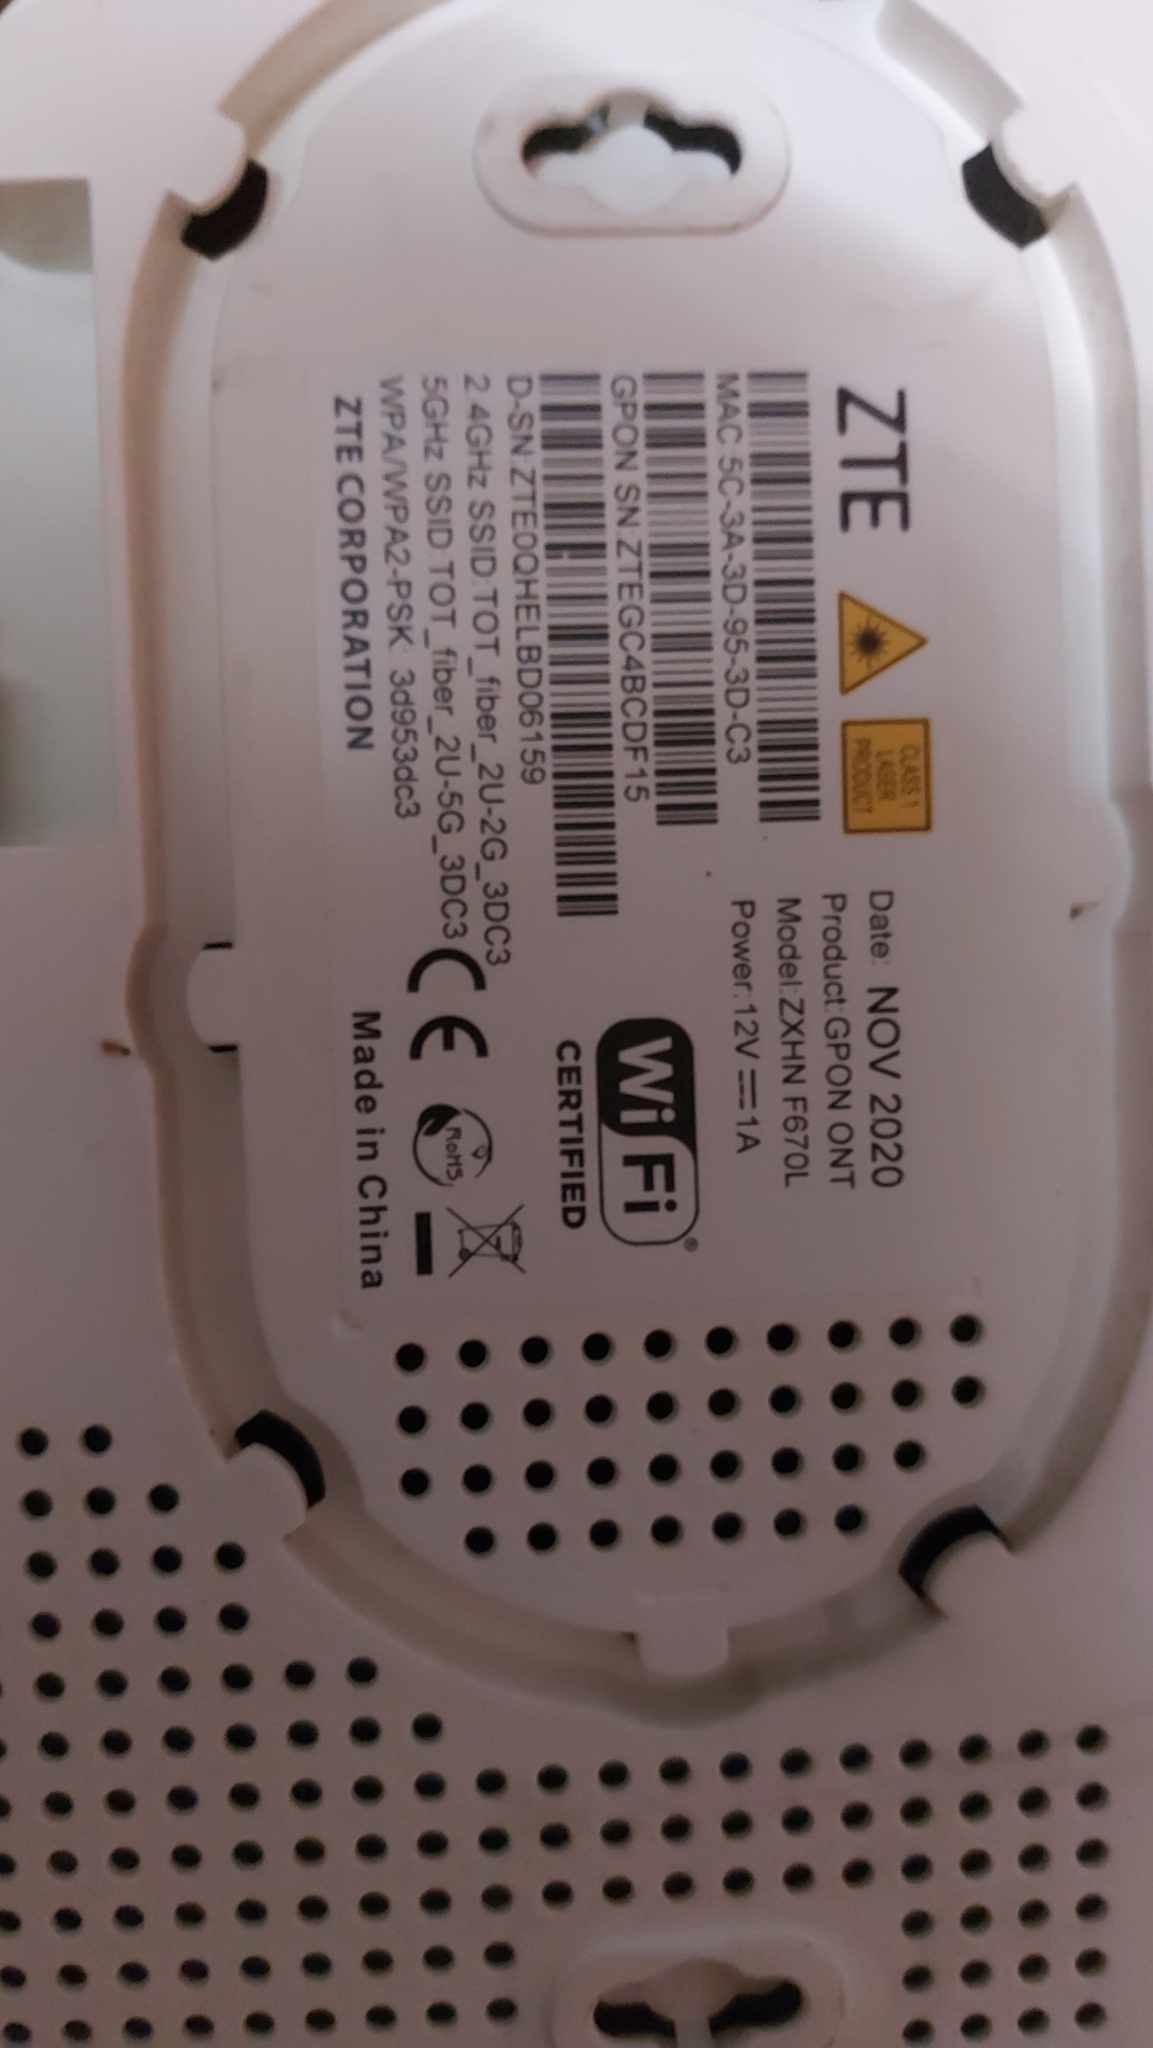 ZTE
CLASS 1
LASER
PRODUCT
MAC 5C-3A-3D-95-3D-C3
GPON SN:ZTEGC4BCDF15
D-SN:ZTE0QHELBD06159
2.4GHz SSID:TOT_fiber_2U-2G_3DC3
5GHz SSID TOT_fiber_2U-5G_3DC3
WPA/WPA2-PSK: 3d953dc3
ZTE CORPORATION
Date: NOV 2020
Product:GPON ONT
Model:ZXHN F670L
Power:12V 1A
WiFi®
CERTIFIED
CE
RoHS
Made in China